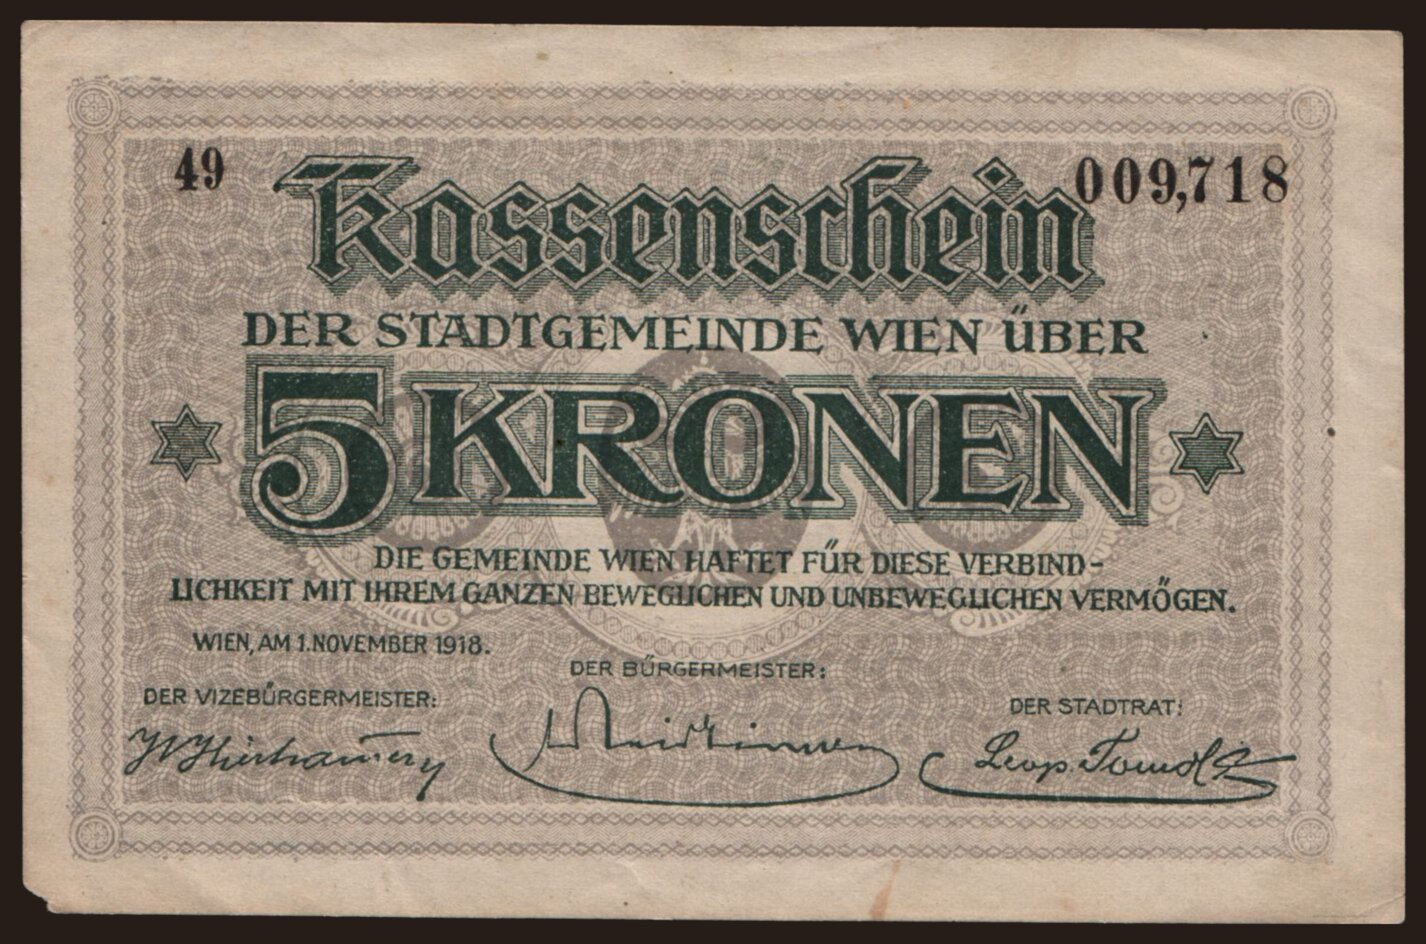 49
009,718
Kassenschein
DER STADTGEMEINDE WIEN ÜBER
5 KRONEN
DIE GEMEINDE WIEN HAFTET FÜR DIESE VERBIND-
LICHKEIT MIT IHREM GANZEN BEWEGLICHEN UND UNBEWEGLICHEN VERMÖGEN.
WIEN, AM 1. NOVEMBER 1918.
DER BÜRGERMEISTER:
DER VIZEBÜRGERMEISTER:
DER STADTRAT:
Leop. Tomola